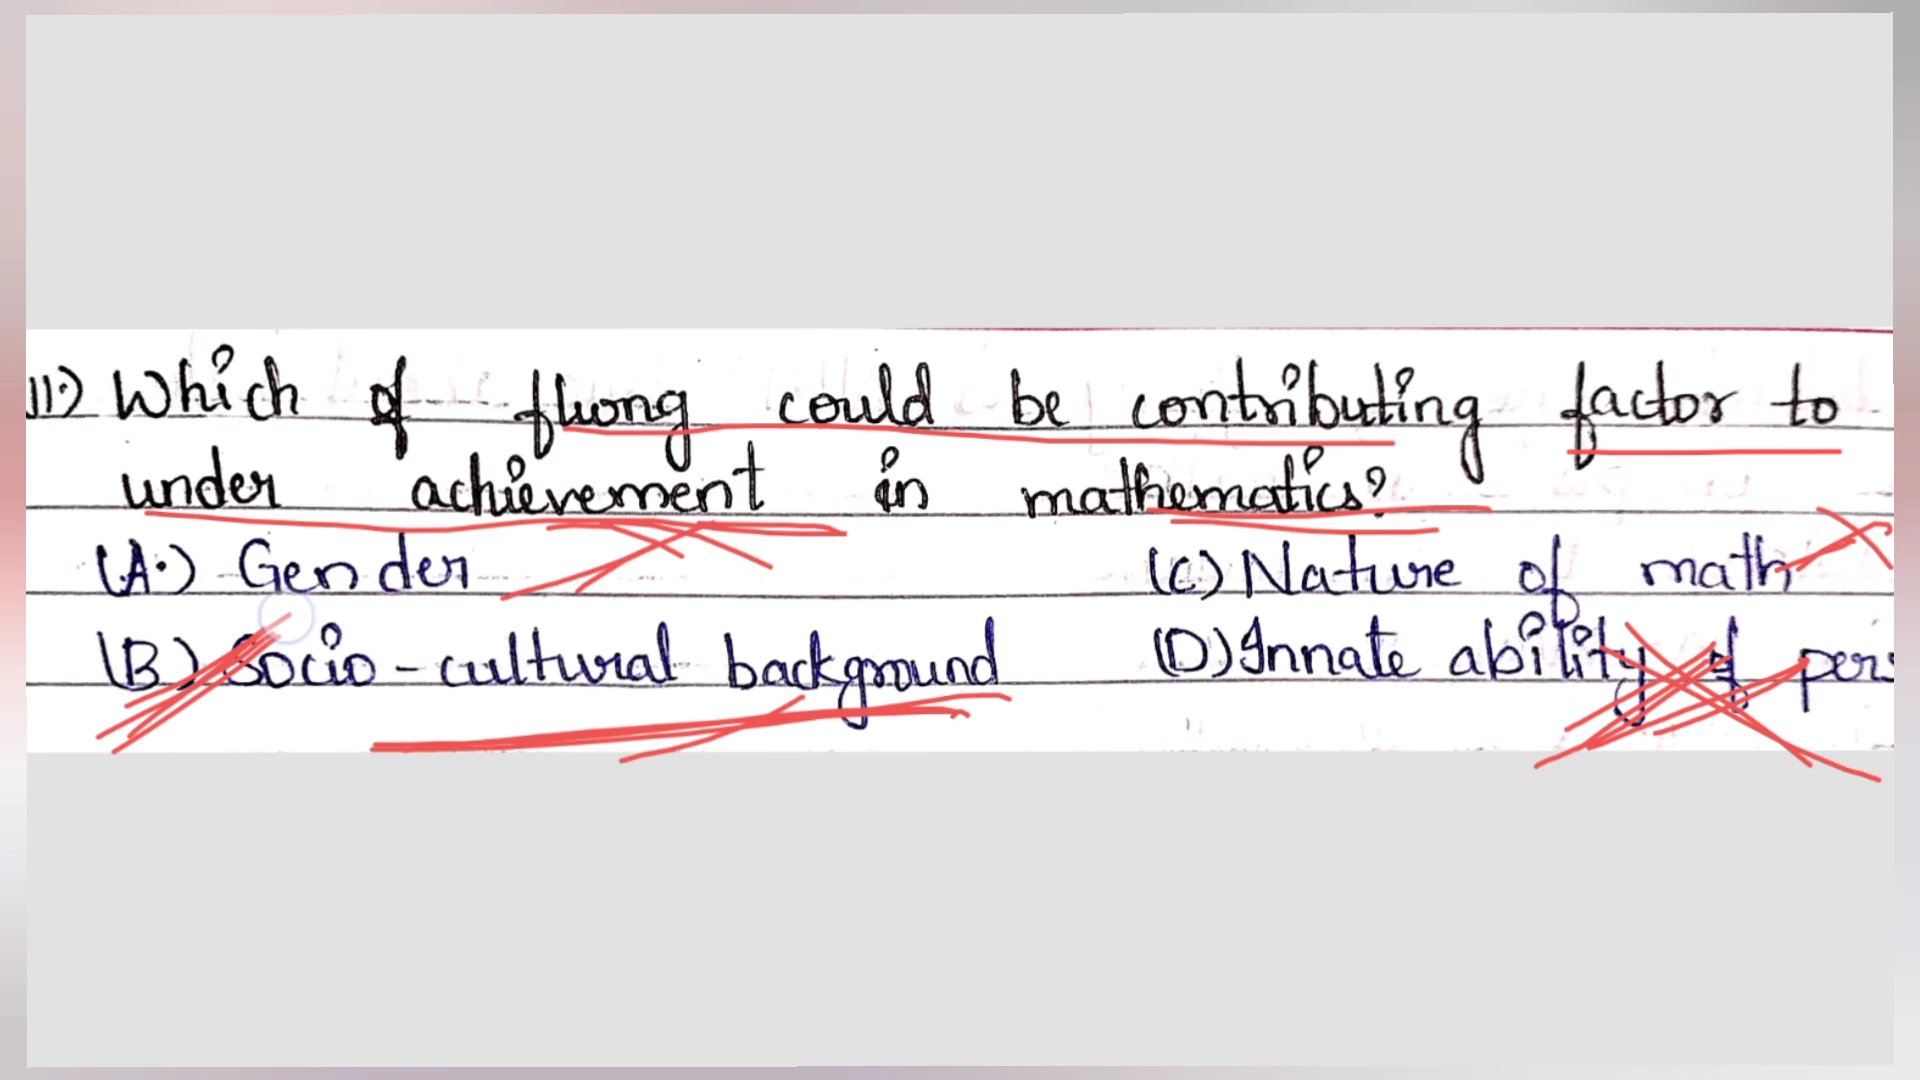 11.) Which of flwong could be contributing factor to
under achievement in mathematics?
(A.) Gender (C) Nature of math
(B) Socio-cultural background (D) Innate ability of pers